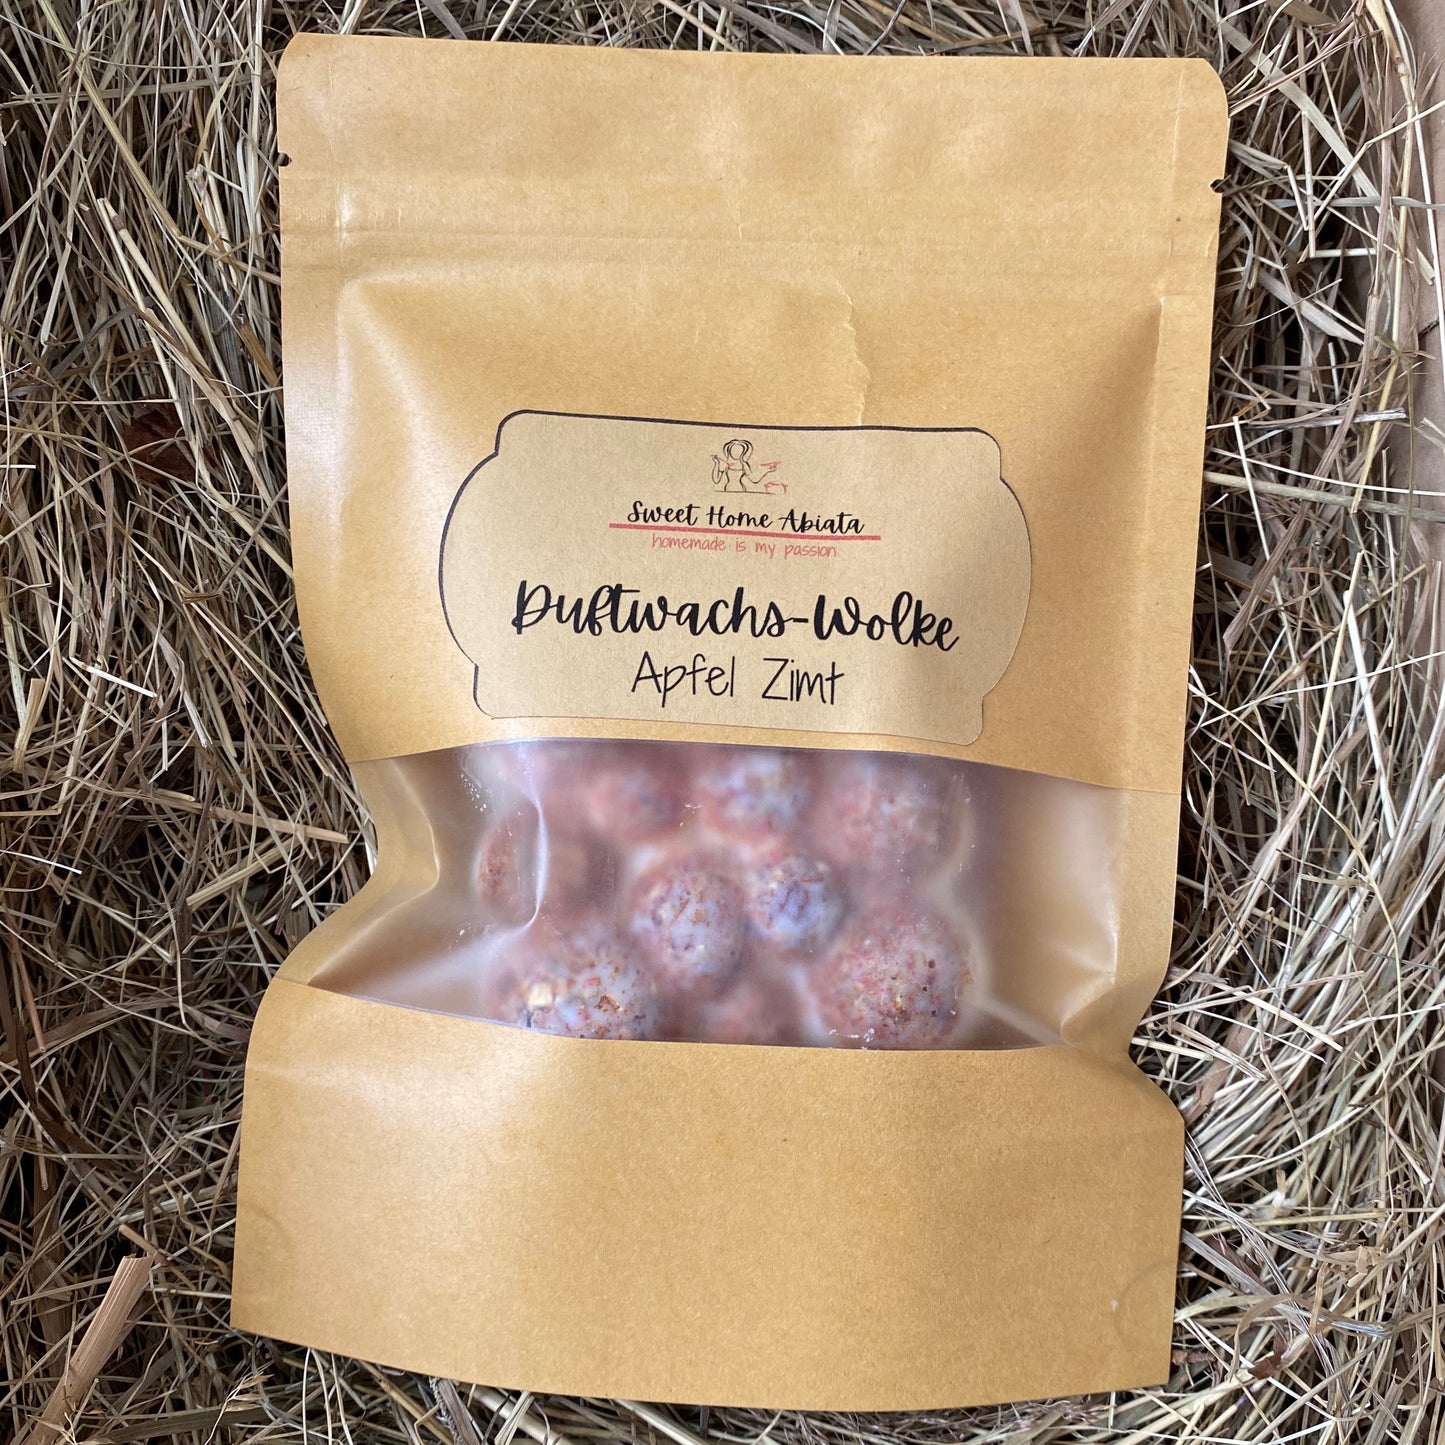 Sweet Home Abiata
homemade is my passion
Duftwachs-Wolke
Apfel Zimt